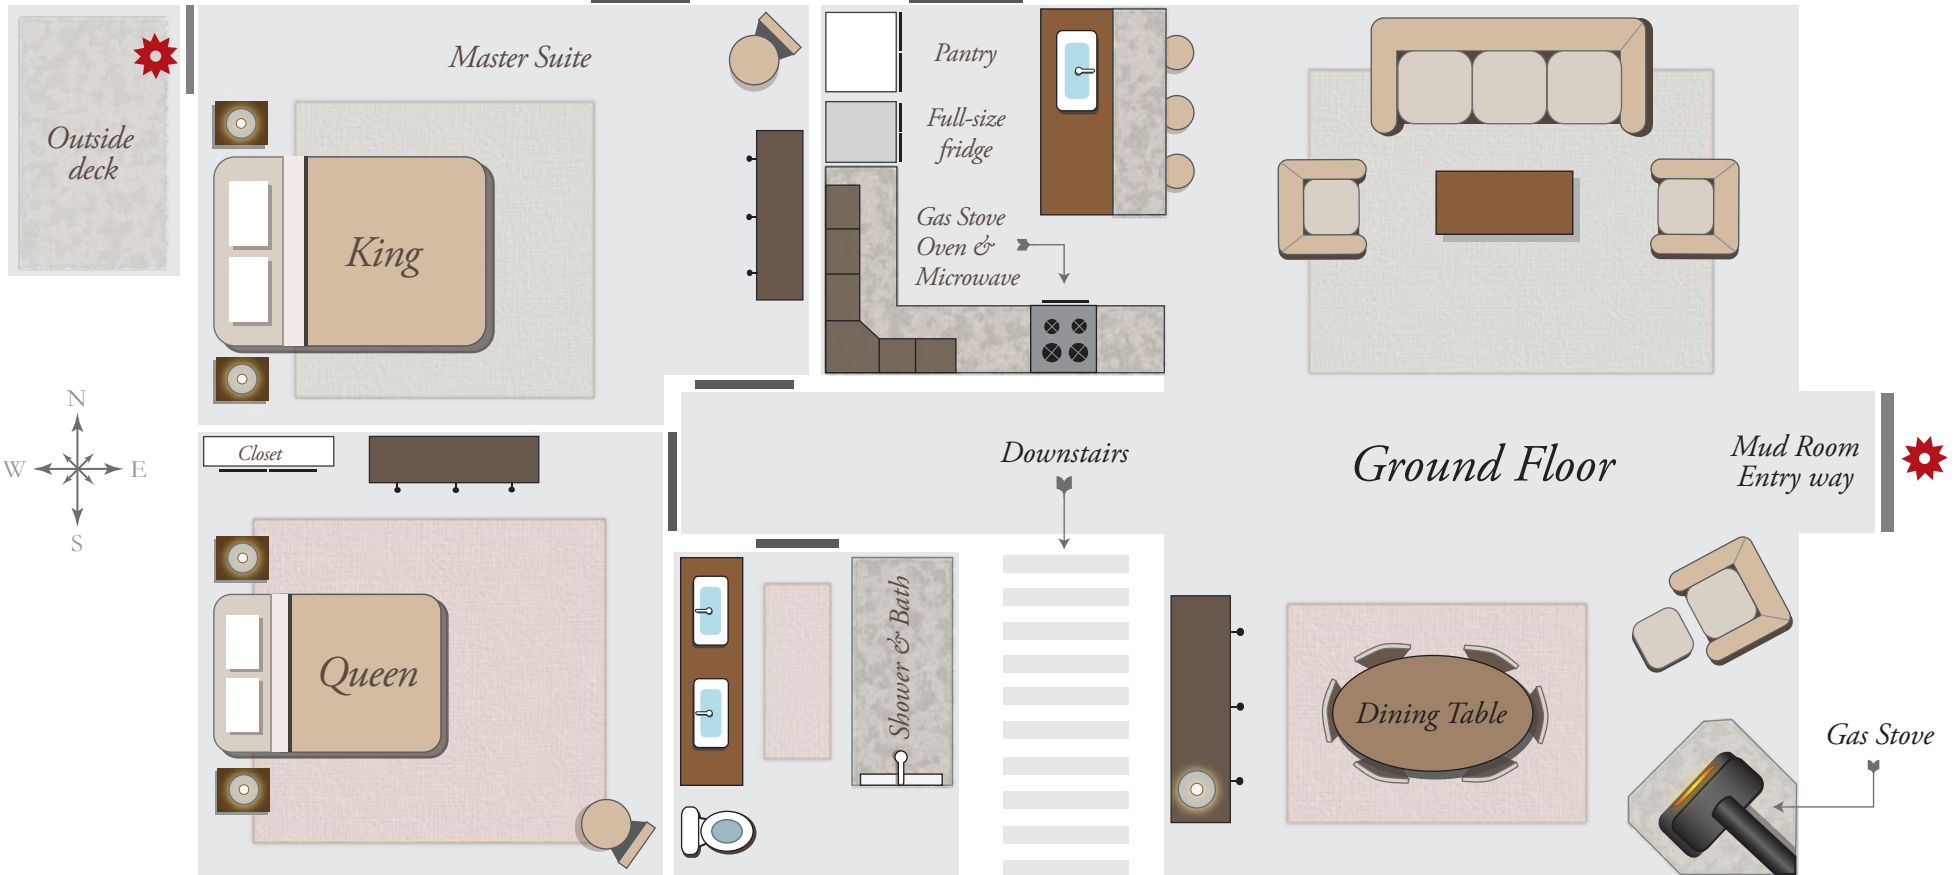 Master Suite
Outside
deck
King
Pantry
Full-size
fridge
Gas Stove
Oven &
Microwave
N
W
E
S
Closet
Downstairs
Ground Floor
Mud Room
Entry way
Queen
Shower & Bath
Dining Table
Gas Stove